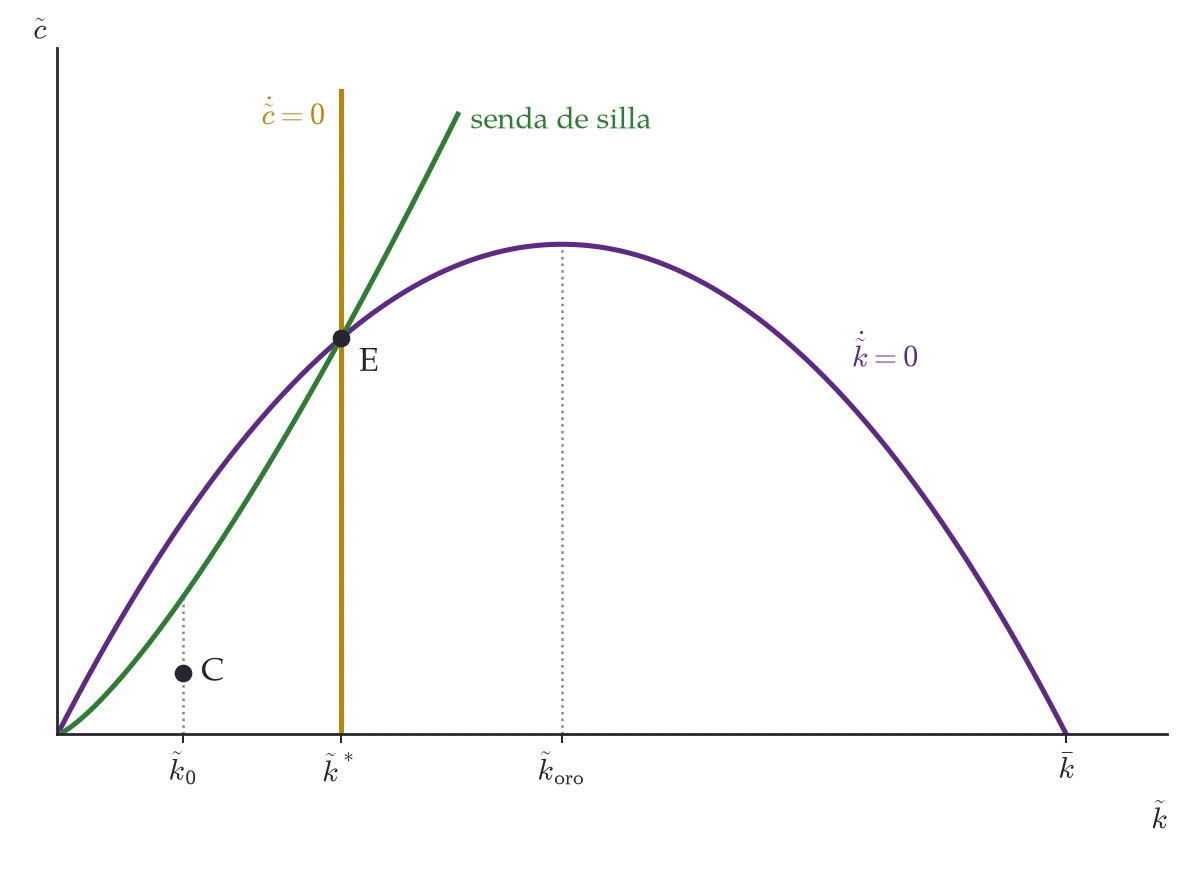 c̃
˙c̃ = 0
senda de silla
˙k̃ = 0
E
C
k̃₀
k̃*
k̃ₒᵣₒ
k̄
k̃